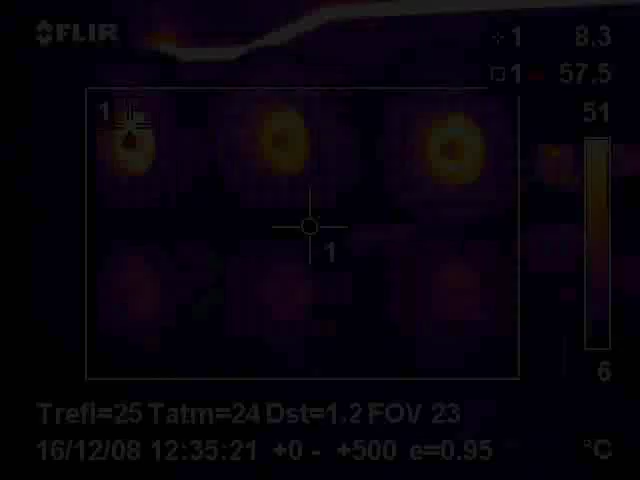 FLIR
1 8.3
1 57.5
51
1
1
6
Trefl=25 Tatm=24 Dst=1.2 FOV 23
16/12/08 12:35:21 +0 - +500 e=0.95 °C